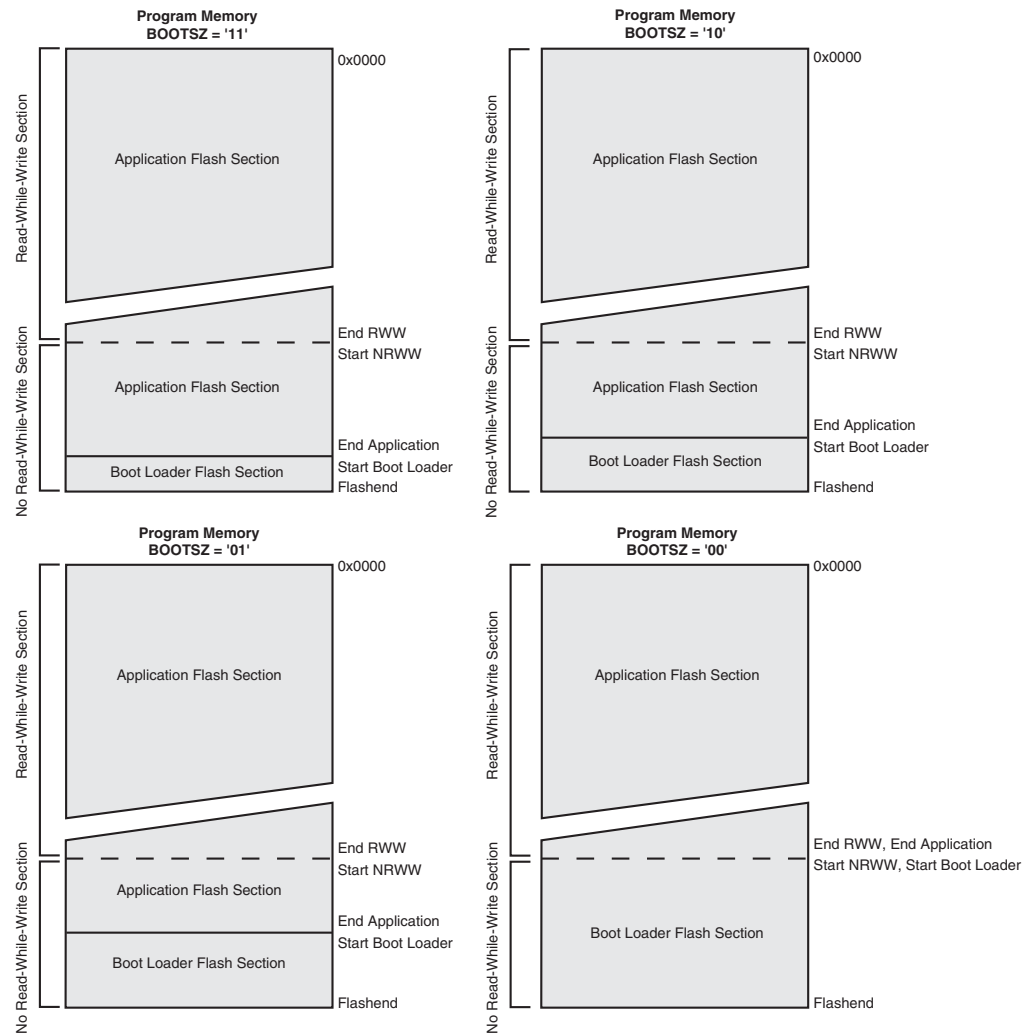 Program Memory
BOOTSZ = '11'
0x0000
Read-While-Write Section
Application Flash Section
End RWW
Start NRWW
No Read-While-Write Section
Application Flash Section
End Application
Start Boot Loader
Boot Loader Flash Section
Flashend
Program Memory
BOOTSZ = '10'
0x0000
Read-While-Write Section
Application Flash Section
End RWW
Start NRWW
No Read-While-Write Section
Application Flash Section
End Application
Start Boot Loader
Boot Loader Flash Section
Flashend
Program Memory
BOOTSZ = '01'
0x0000
Read-While-Write Section
Application Flash Section
End RWW
Start NRWW
No Read-While-Write Section
Application Flash Section
End Application
Start Boot Loader
Boot Loader Flash Section
Flashend
Program Memory
BOOTSZ = '00'
0x0000
Read-While-Write Section
Application Flash Section
End RWW, End Application
Start NRWW, Start Boot Loader
No Read-While-Write Section
Boot Loader Flash Section
Flashend